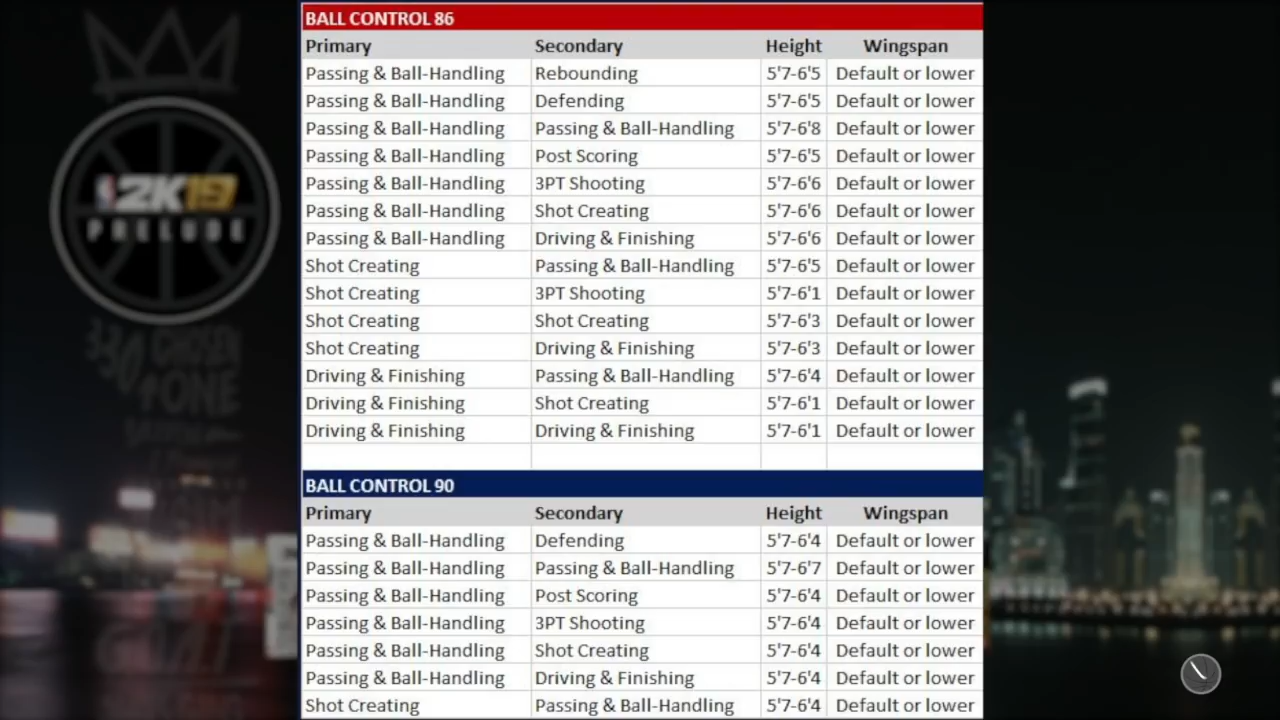 BALL CONTROL 86
Primary Secondary Height Wingspan
Passing & Ball-Handling Rebounding 5'7-6'5 Default or lower
Passing & Ball-Handling Defending 5'7-6'5 Default or lower
Passing & Ball-Handling Passing & Ball-Handling 5'7-6'8 Default or lower
Passing & Ball-Handling Post Scoring 5'7-6'5 Default or lower
Passing & Ball-Handling 3PT Shooting 5'7-6'6 Default or lower
Passing & Ball-Handling Shot Creating 5'7-6'6 Default or lower
Passing & Ball-Handling Driving & Finishing 5'7-6'6 Default or lower
Shot Creating Passing & Ball-Handling 5'7-6'5 Default or lower
Shot Creating 3PT Shooting 5'7-6'1 Default or lower
Shot Creating Shot Creating 5'7-6'3 Default or lower
Shot Creating Driving & Finishing 5'7-6'3 Default or lower
Driving & Finishing Passing & Ball-Handling 5'7-6'4 Default or lower
Driving & Finishing Shot Creating 5'7-6'1 Default or lower
Driving & Finishing Driving & Finishing 5'7-6'1 Default or lower
BALL CONTROL 90
Primary Secondary Height Wingspan
Passing & Ball-Handling Defending 5'7-6'4 Default or lower
Passing & Ball-Handling Passing & Ball-Handling 5'7-6'7 Default or lower
Passing & Ball-Handling Post Scoring 5'7-6'4 Default or lower
Passing & Ball-Handling 3PT Shooting 5'7-6'4 Default or lower
Passing & Ball-Handling Shot Creating 5'7-6'4 Default or lower
Passing & Ball-Handling Driving & Finishing 5'7-6'4 Default or lower
Shot Creating Passing & Ball-Handling 5'7-6'4 Default or lower
2K19
PRELUDE
330 CHOSEN
1 ONE